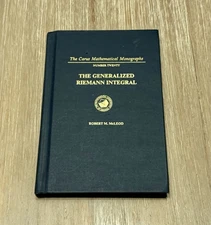 The Carus Mathematical Monographs
NUMBER TWENTY
THE GENERALIZED
RIEMANN INTEGRAL
ROBERT M. McLEOD